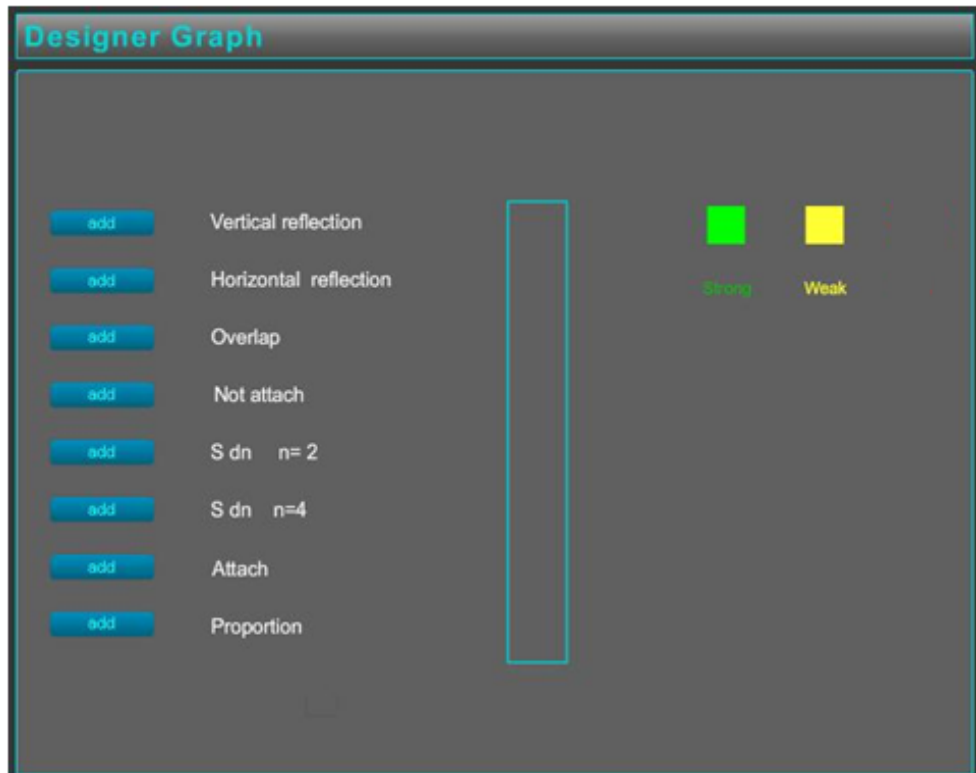 Designer Graph
add Vertical reflection
add Horizontal reflection
add Overlap
add Not attach
add S dn n= 2
add S dn n=4
add Attach
add Proportion
Strong Weak